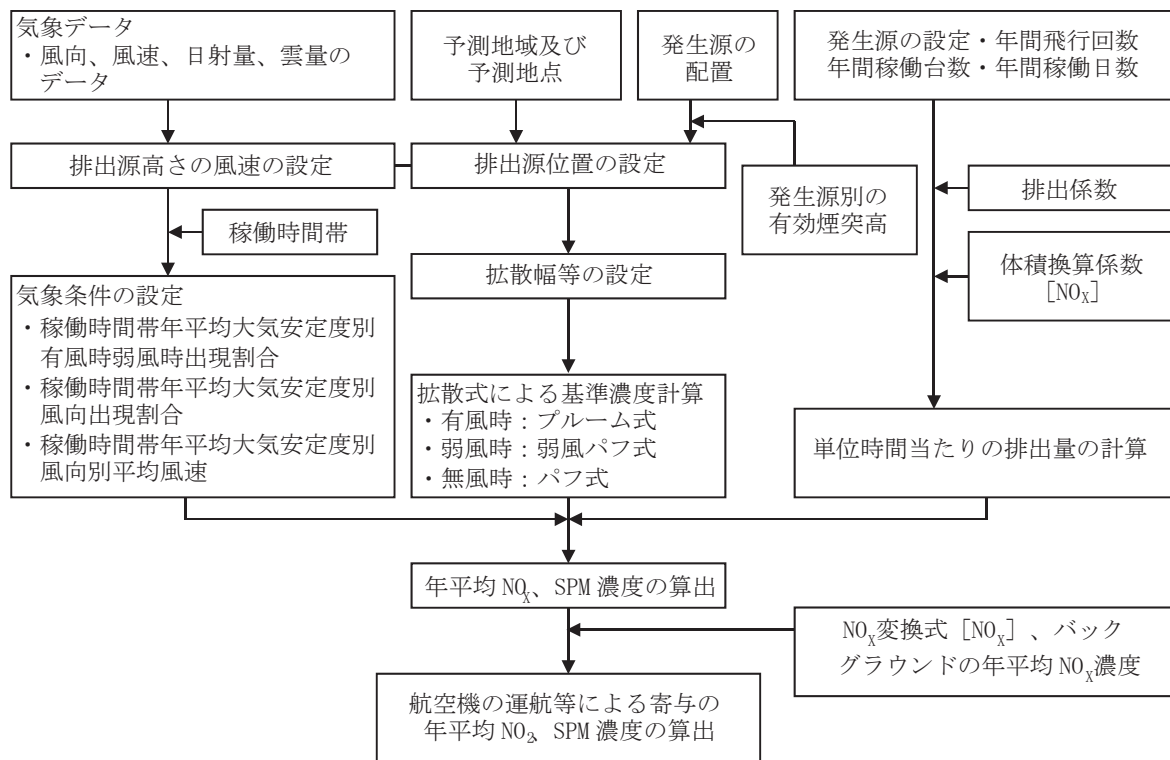 気象データ
・風向、風速、日射量、雲量の
データ
予測地域及び
予測地点
発生源の
配置
発生源の設定・年間飛行回数
年間稼働台数・年間稼働日数
排出源高さの風速の設定
排出源位置の設定
発生源別の
有効煙突高
排出係数
稼働時間帯
拡散幅等の設定
体積換算係数
［NOX］
気象条件の設定
・稼働時間帯年平均大気安定度別
有風時弱風時出現割合
・稼働時間帯年平均大気安定度別
風向出現割合
・稼働時間帯年平均大気安定度別
風向別平均風速
拡散式による基準濃度計算
・有風時：プルーム式
・弱風時：弱風パフ式
・無風時：パフ式
単位時間当たりの排出量の計算
年平均 NOX、SPM 濃度の算出
NOX変換式［NOX］、バック
グラウンドの年平均 NOX濃度
航空機の運航等による寄与の
年平均 NO2、SPM 濃度の算出